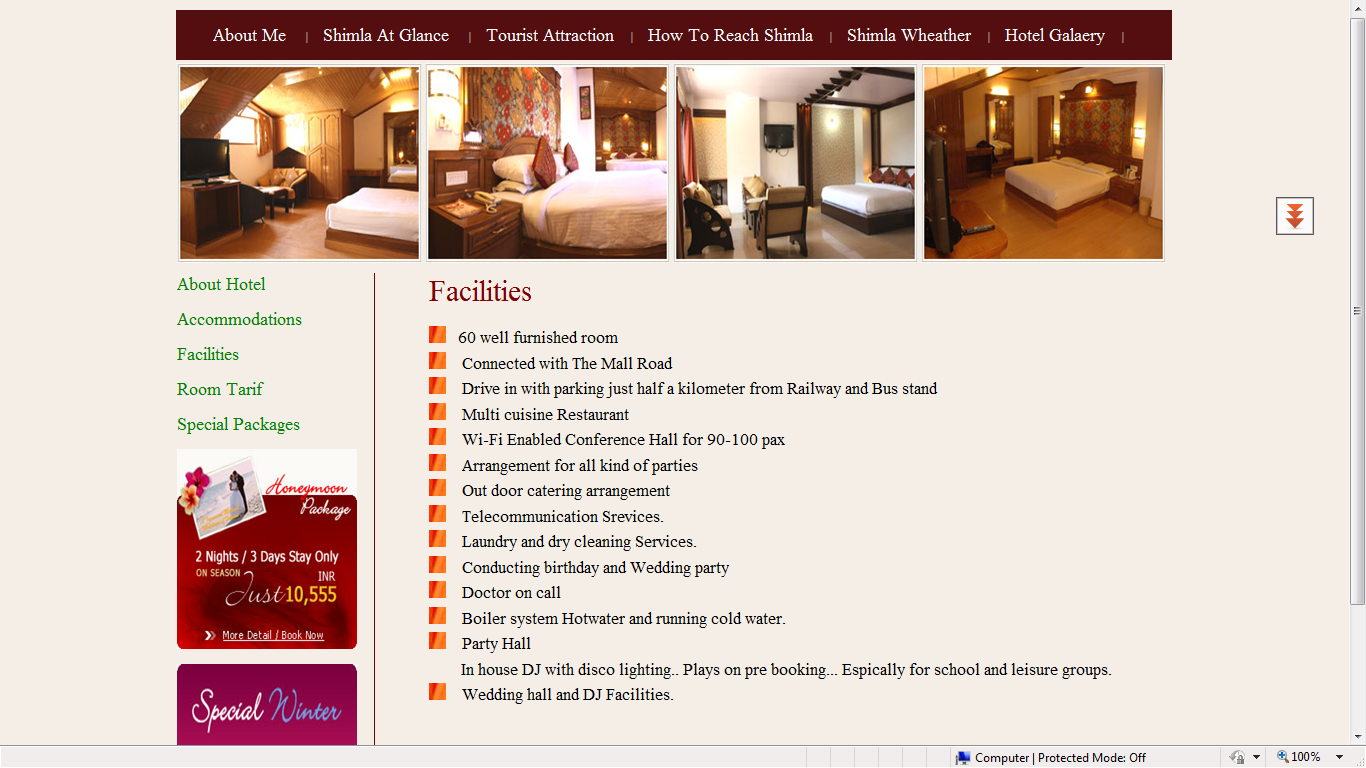 About Me | Shimla At Glance | Tourist Attraction | How To Reach Shimla | Shimla Wheather | Hotel Galaery |
About Hotel
Accommodations
Facilities
Room Tarif
Special Packages
Honeymoon
Package
2 Nights / 3 Days Stay Only
ON SEASON INR
Just 10,555
More Detail / Book Now
Special Winter
Facilities
60 well furnished room
Connected with The Mall Road
Drive in with parking just half a kilometer from Railway and Bus stand
Multi cuisine Restaurant
Wi-Fi Enabled Conference Hall for 90-100 pax
Arrangement for all kind of parties
Out door catering arrangement
Telecommunication Srevices.
Laundry and dry cleaning Services.
Conducting birthday and Wedding party
Doctor on call
Boiler system Hotwater and running cold water.
Party Hall
In house DJ with disco lighting.. Plays on pre booking... Espically for school and leisure groups.
Wedding hall and DJ Facilities.
Computer | Protected Mode: Off
100%